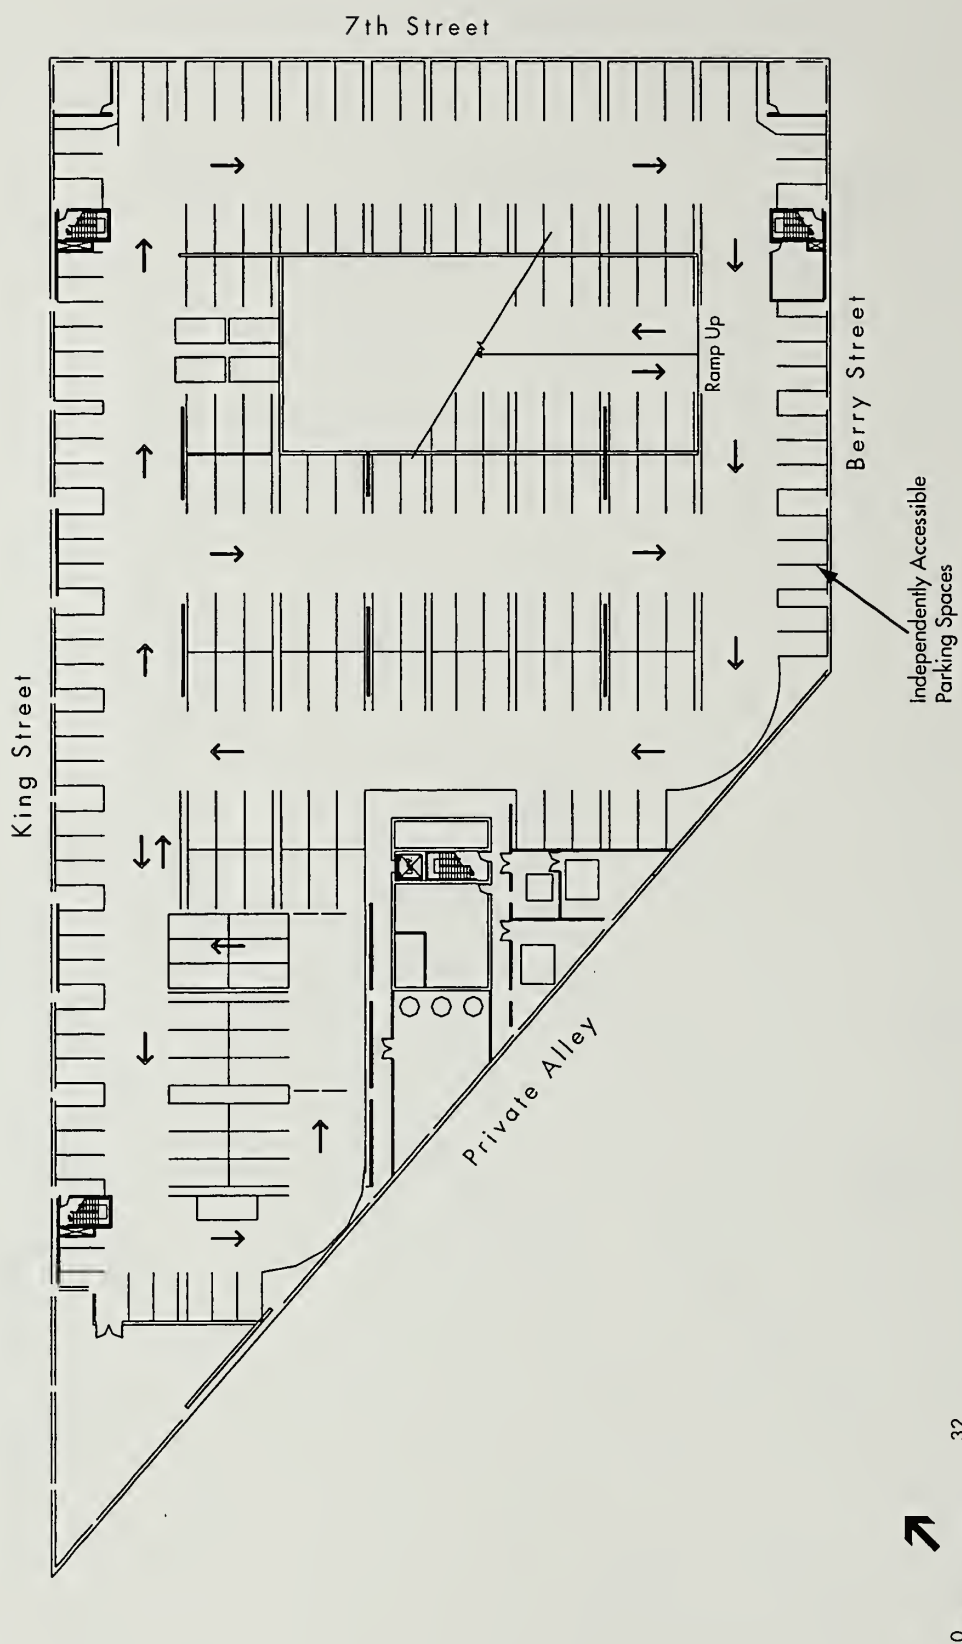 7th Street
King Street
Berry Street
Ramp Up
Independently Accessible
Parking Spaces
Private Alley
0
32